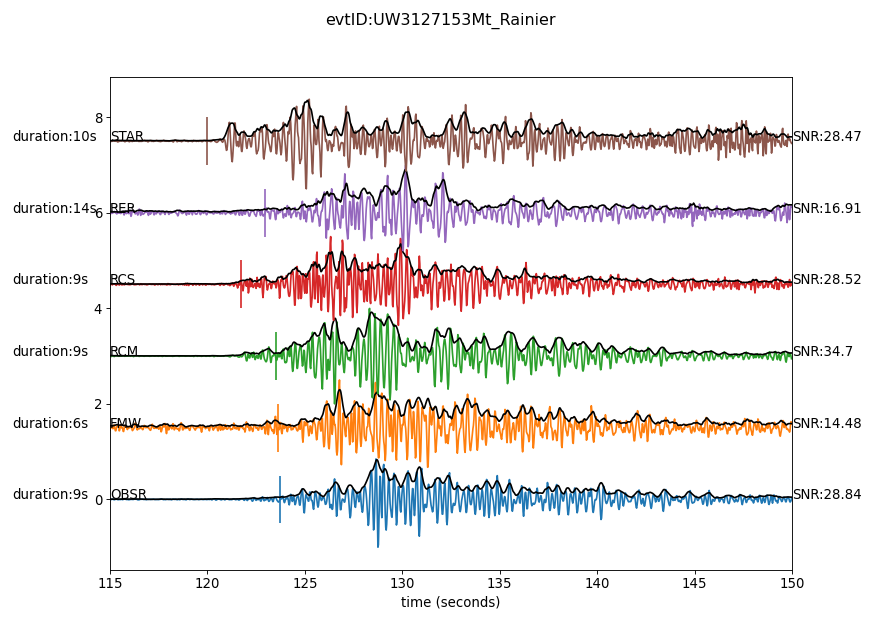 evtID:UW3127153Mt_Rainier
8
duration:10s STAR SNR:28.47
duration:14s RER SNR:16.91
6
duration:9s RCS SNR:28.52
4
duration:9s RCM SNR:34.7
2
duration:6s EMW SNR:14.48
duration:9s OBSR SNR:28.84
0
115 120 125 130 135 140 145 150
time (seconds)